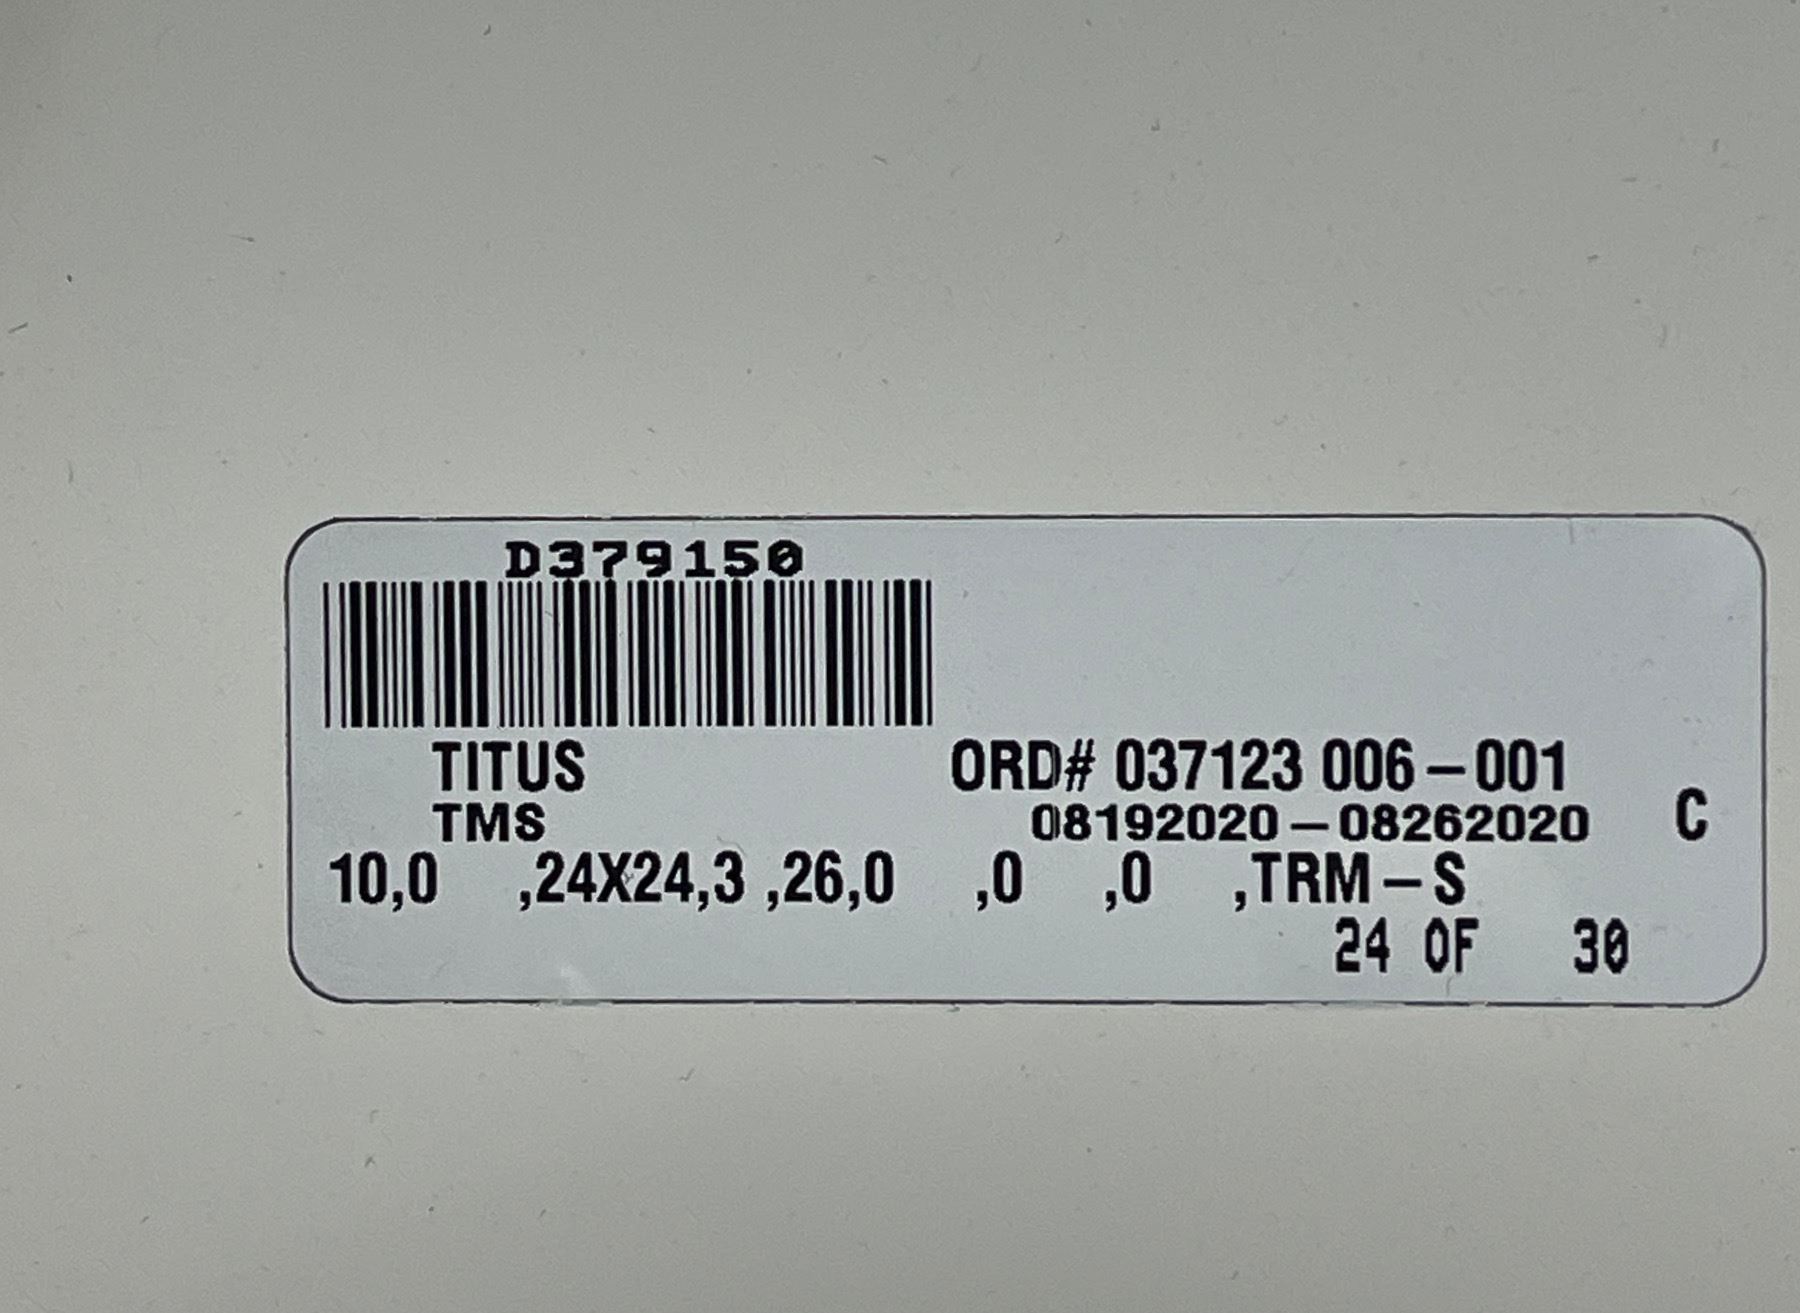 D379150
TITUS ORD# 037123 006-001
TMS 08192020-08262020 C
10,0 ,24X24,3 ,26,0 ,0 ,0 ,TRM-S
24 OF 30